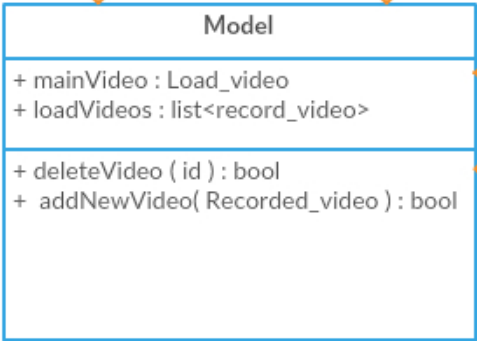 Model
+ mainVideo : Load_video
+ loadVideos : list<record_video>
+ deleteVideo ( id ) : bool
+ addNewVideo( Recorded_video ) : bool